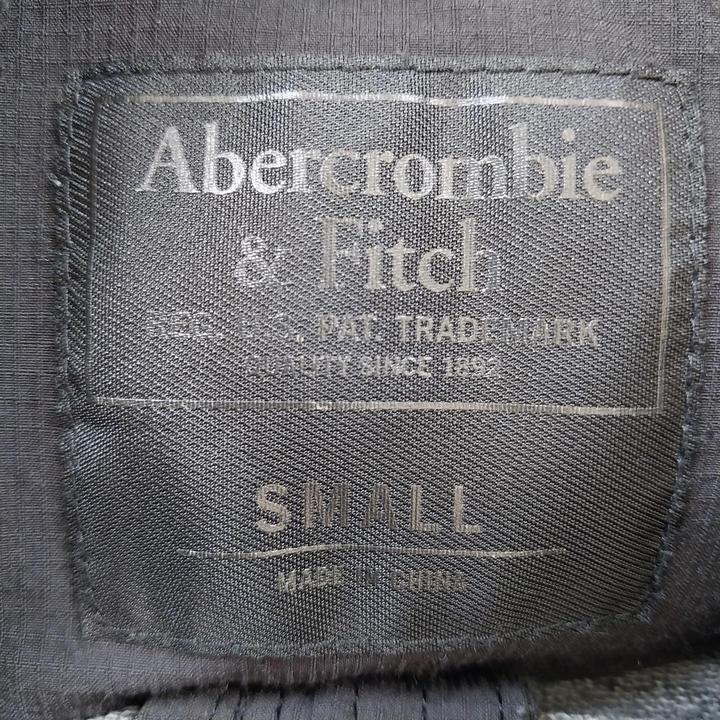 Abercrombie
& Fitch
REG. U.S. PAT. TRADEMARK
QUALITY SINCE 1892
SMALL
MADE IN CHINA